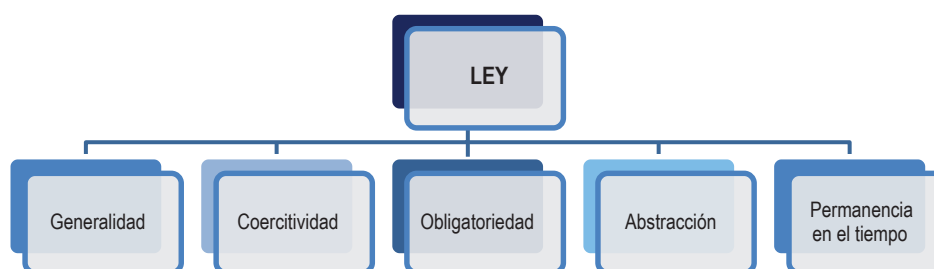 LEY
Generalidad
Coercitividad
Obligatoriedad
Abstracción
Permanencia
en el tiempo